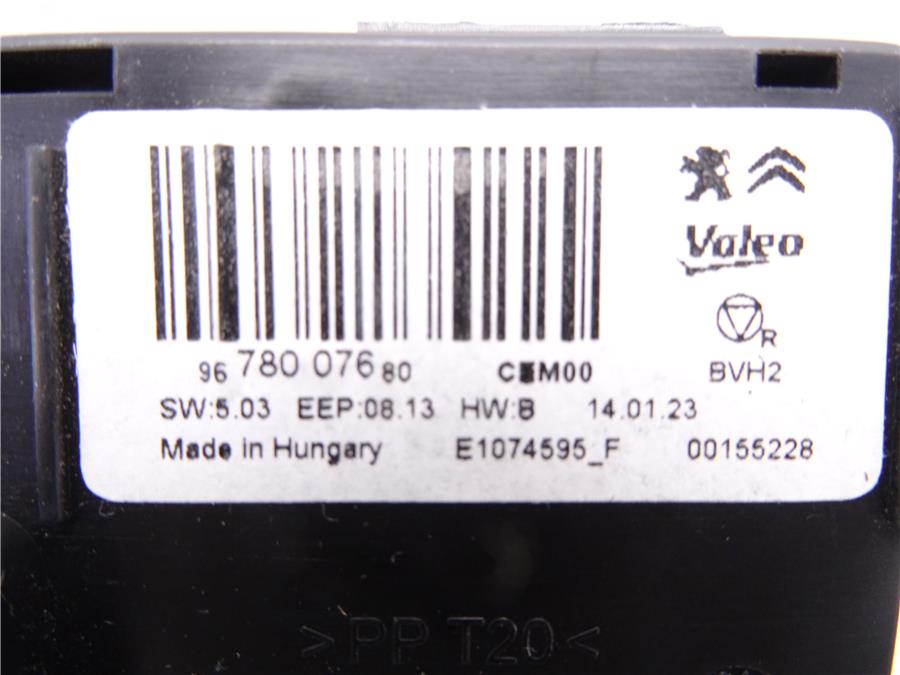 Valeo
R
96 780 076 80 BVH2
SW:5.03 EEP:08.13 HW:B 14.01.23
Made in Hungary E1074595_F 00155228
>PP T20<